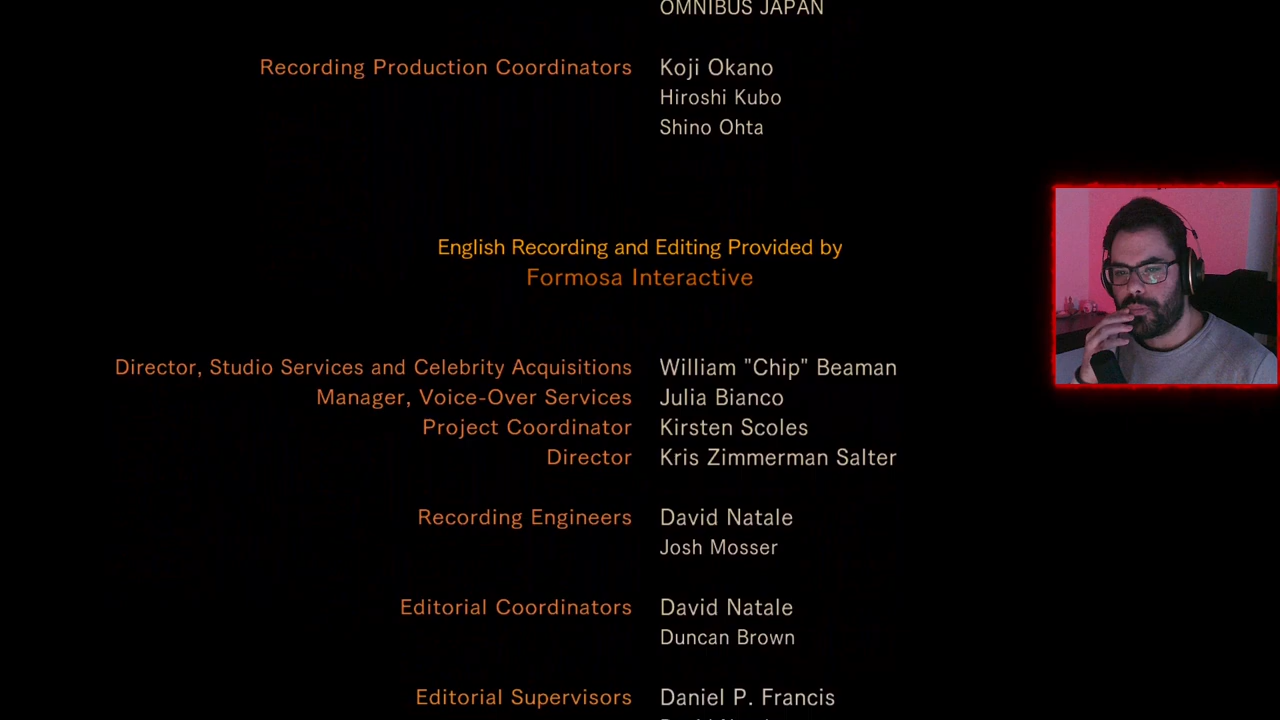 OMNIBUS JAPAN
Recording Production Coordinators Koji Okano
Hiroshi Kubo
Shino Ohta
English Recording and Editing Provided by
Formosa Interactive
Director, Studio Services and Celebrity Acquisitions William "Chip" Beaman
Manager, Voice-Over Services Julia Bianco
Project Coordinator Kirsten Scoles
Director Kris Zimmerman Salter
Recording Engineers David Natale
Josh Mosser
Editorial Coordinators David Natale
Duncan Brown
Editorial Supervisors Daniel P. Francis